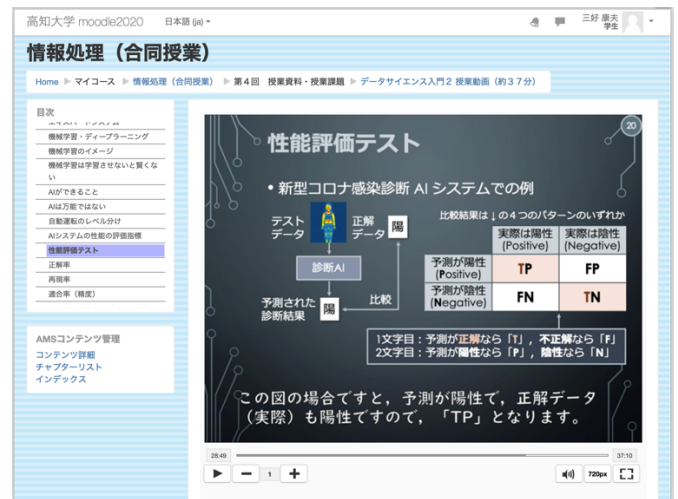 高知大学 moodle2020 日本語 (ja)
三好 康夫
学生
情報処理（合同授業）
Home ▶ マイコース ▶ 情報処理（合同授業） ▶ 第4回 授業資料・授業課題 ▶ データサイエンス入門２ 授業動画（約３７分）
目次
エキスパートシステム
機械学習・ディープラーニング
機械学習のイメージ
機械学習は学習させないと賢くな
い
AIができること
AIは万能ではない
自動運転のレベル分け
AIシステムの性能の評価指標
性能評価テスト
正解率
再現率
適合率（精度）
AMSコンテンツ管理
コンテンツ詳細
チャプターリスト
インデックス
20
性能評価テスト
• 新型コロナ感染診断 AI システムでの例
テスト
データ
正解
データ
陽
診断AI
予測された
診断結果
陽
比較
比較結果は↓の４つのパターンのいずれか
実際は陽性
(Positive)
実際は陰性
(Negative)
予測が陽性
(Positive)
TP
FP
予測が陰性
(Negative)
FN
TN
1文字目：予測が正解なら「T」，不正解なら「F」
2文字目：予測が陽性なら「P」，陰性なら「N」
この図の場合ですと，予測が陽性で，正解データ
（実際）も陽性ですので，「TP」となります。
28:49
37:10
1
720px